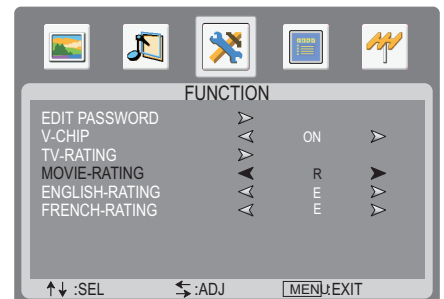 FUNCTION
EDIT PASSWORD
V-CHIP ON
TV-RATING
MOVIE-RATING R
ENGLISH-RATING E
FRENCH-RATING E
:SEL :ADJ MENU:EXIT